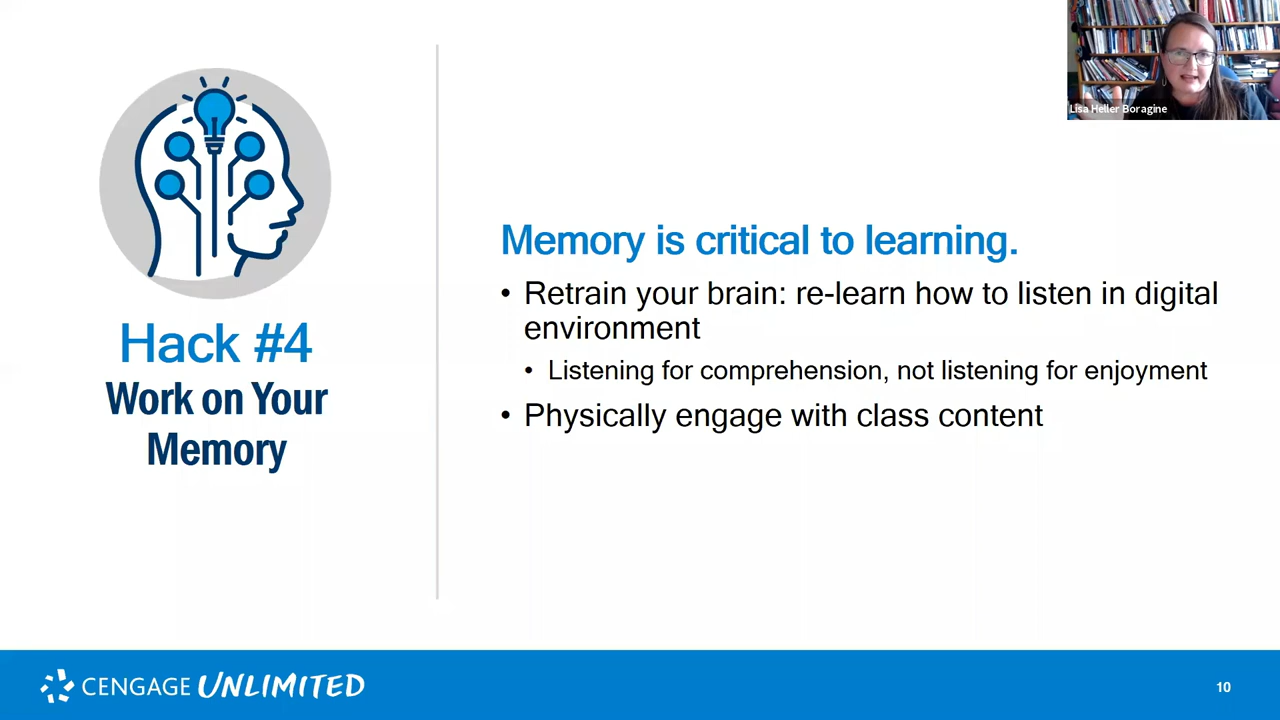 Lisa Heller Boragine
Hack #4
Work on Your
Memory
Memory is critical to learning.
• Retrain your brain: re-learn how to listen in digital
environment
• Listening for comprehension, not listening for enjoyment
• Physically engage with class content
CENGAGE UNLIMITED
10